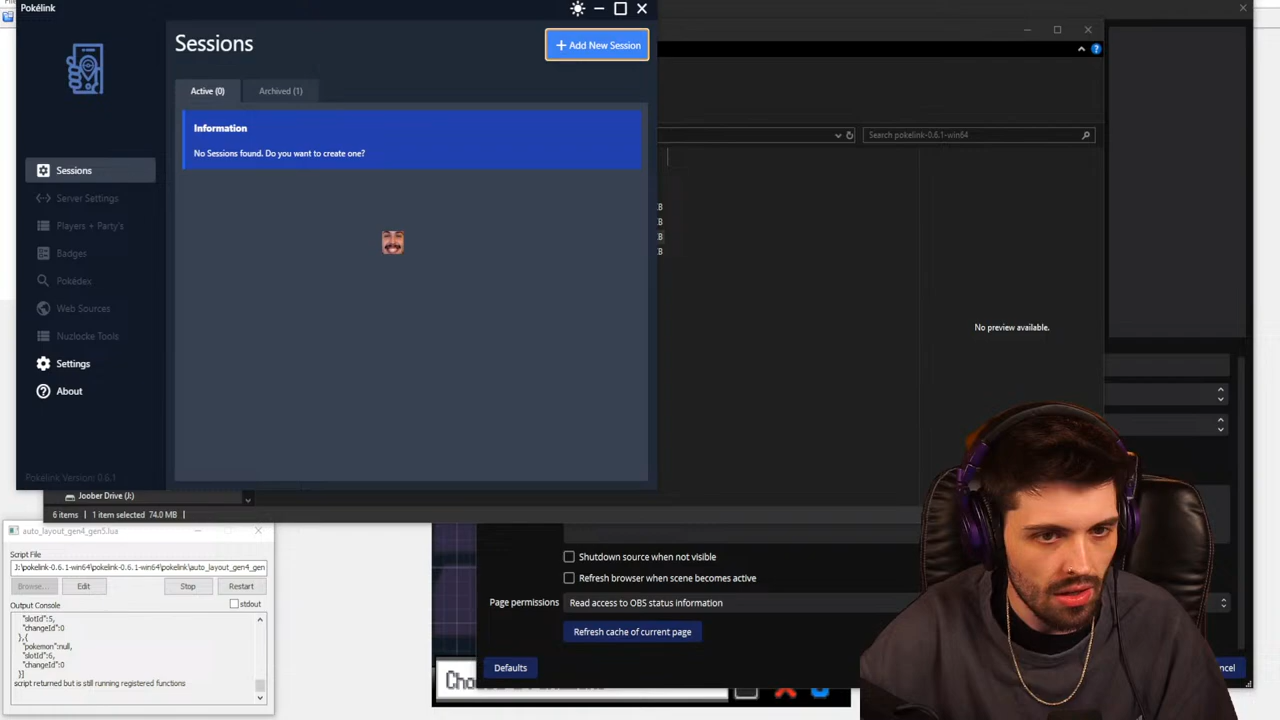 Pokélink
Sessions
+ Add New Session
Active (0)
Archived (1)
Information
No Sessions found. Do you want to create one?
Sessions
Server Settings
Players + Party's
Badges
Pokédex
Web Sources
Nuzlocke Tools
Settings
About
Pokélink Version: 0.6.1
Search pokelink-0.6.1-win64
No preview available.
Joober Drive (J:)
6 items | 1 item selected 74.0 MB |
auto_layout_gen4_gen5.lua
Script File
J:\pokelink-0.6.1-win64\pokelink-0.6.1-win64\pokelink\auto_layout_gen4_gen
Browse...
Edit
Stop
Restart
Output Console
stdout
"slotId":5,
"changeId":0
},{
"pokemon":null,
"slotId":6,
"changeId":0
}]
script returned but is still running registered functions
Shutdown source when not visible
Refresh browser when scene becomes active
Page permissions
Read access to OBS status information
Refresh cache of current page
Defaults